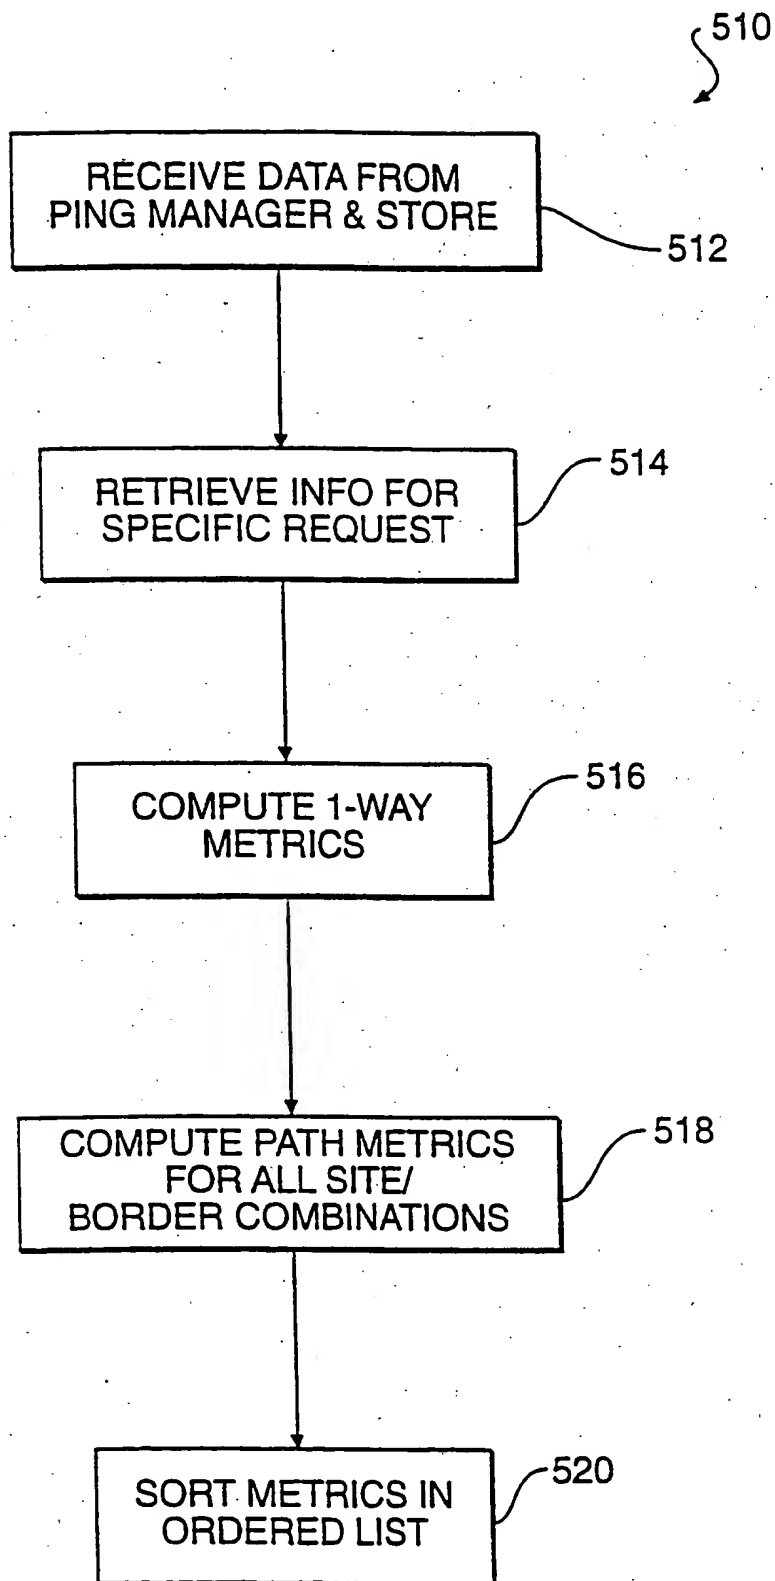 510
RECEIVE DATA FROM
PING MANAGER & STORE
512
RETRIEVE INFO FOR
SPECIFIC REQUEST
514
COMPUTE 1-WAY
METRICS
516
COMPUTE PATH METRICS
FOR ALL SITE/
BORDER COMBINATIONS
518
SORT METRICS IN
ORDERED LIST
520